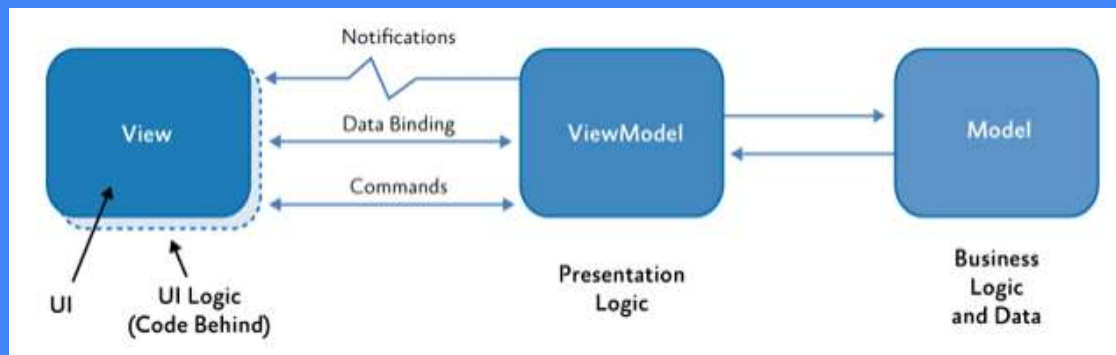 Notifications
View
Data Binding
ViewModel
Model
Commands
UI
UI Logic
(Code Behind)
Presentation
Logic
Business
Logic
and Data